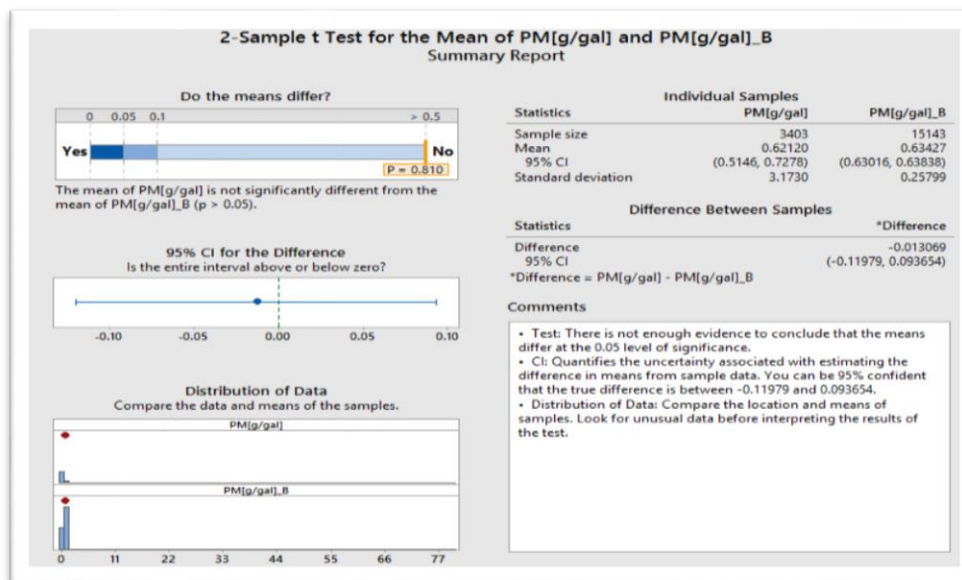 2-Sample t Test for the Mean of PM[g/gal] and PM[g/gal]_B
Summary Report
Do the means differ?
0 0.05 0.1 > 0.5
Yes No
P = 0.810
The mean of PM[g/gal] is not significantly different from the
mean of PM[g/gal]_B (p > 0.05).
95% CI for the Difference
Is the entire interval above or below zero?
-0.10 -0.05 0.00 0.05 0.10
Distribution of Data
Compare the data and means of the samples.
PM[g/gal]
PM[g/gal]_B
0 11 22 33 44 55 66 77
Individual Samples
Statistics PM[g/gal] PM[g/gal]_B
Sample size 3403 15143
Mean 0.62120 0.63427
95% CI (0.5146, 0.7278) (0.63016, 0.63838)
Standard deviation 3.1730 0.25799
Difference Between Samples
Statistics *Difference
Difference -0.013069
95% CI (-0.11979, 0.093654)
*Difference = PM[g/gal] - PM[g/gal]_B
Comments
• Test: There is not enough evidence to conclude that the means
differ at the 0.05 level of significance.
• CI: Quantifies the uncertainty associated with estimating the
difference in means from sample data. You can be 95% confident
that the true difference is between -0.11979 and 0.093654.
• Distribution of Data: Compare the location and means of
samples. Look for unusual data before interpreting the results of
the test.